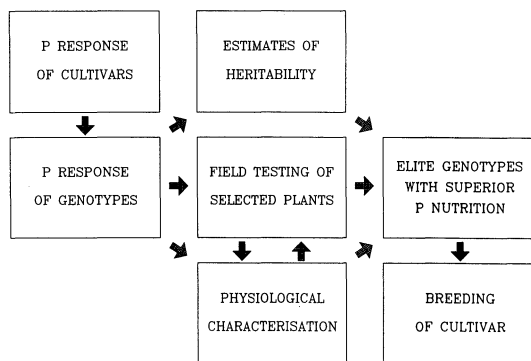 P RESPONSE
OF CULTIVARS
ESTIMATES OF
HERITABILITY
P RESPONSE
OF GENOTYPES
FIELD TESTING OF
SELECTED PLANTS
ELITE GENOTYPES
WITH SUPERIOR
P NUTRITION
PHYSIOLOGICAL
CHARACTERISATION
BREEDING
OF CULTIVAR